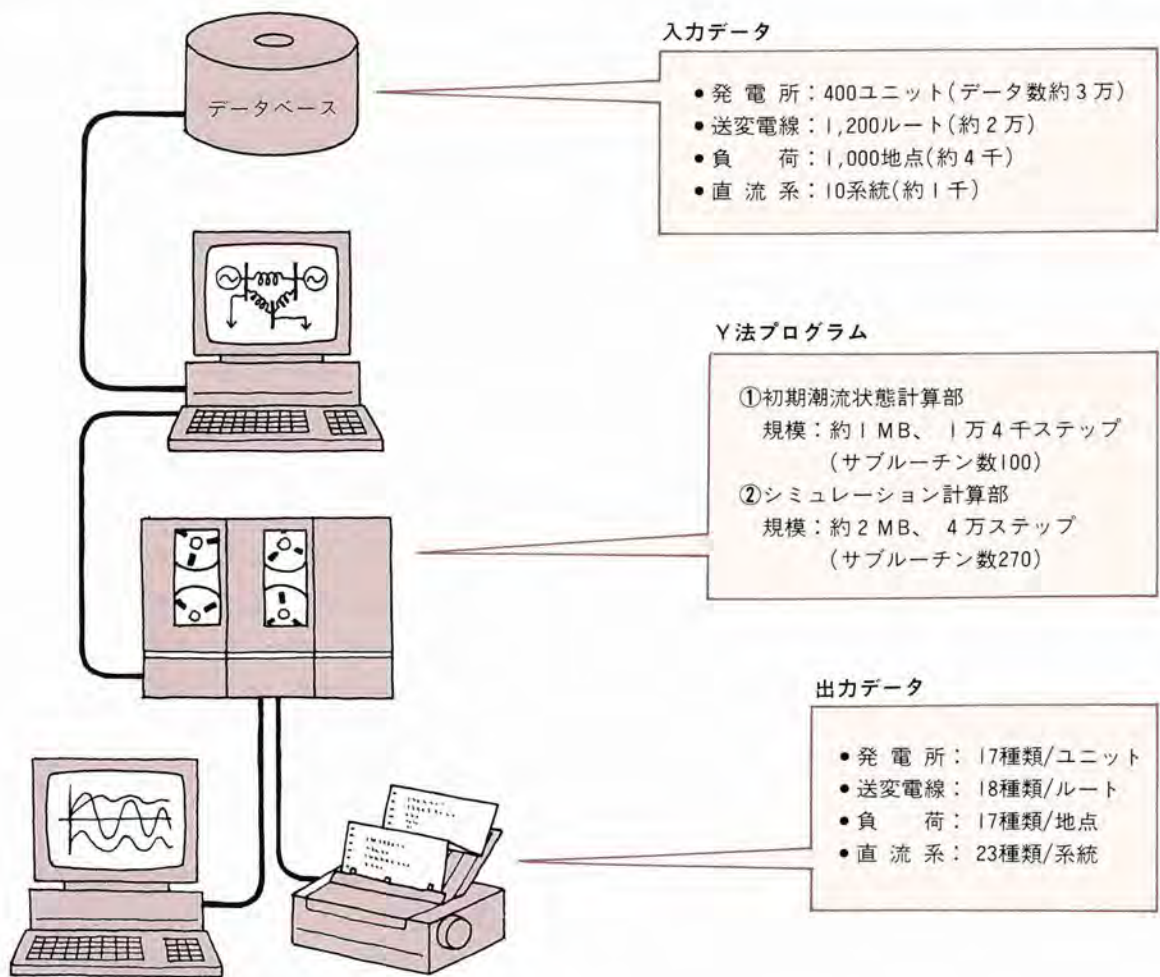 データベース
入力データ
● 発 電 所：400ユニット(データ数約3万)
● 送変電線：1,200ルート(約2万)
● 負　　荷：1,000地点(約4千)
● 直 流 系：10系統(約1千)
Y法プログラム
①初期潮流状態計算部
規模：約1MB、 1万4千ステップ
(サブルーチン数100)
②シミュレーション計算部
規模：約2MB、 4万ステップ
(サブルーチン数270)
出力データ
● 発 電 所： 17種類/ユニット
● 送変電線： 18種類/ルート
● 負　　荷： 17種類/地点
● 直 流 系： 23種類/系統